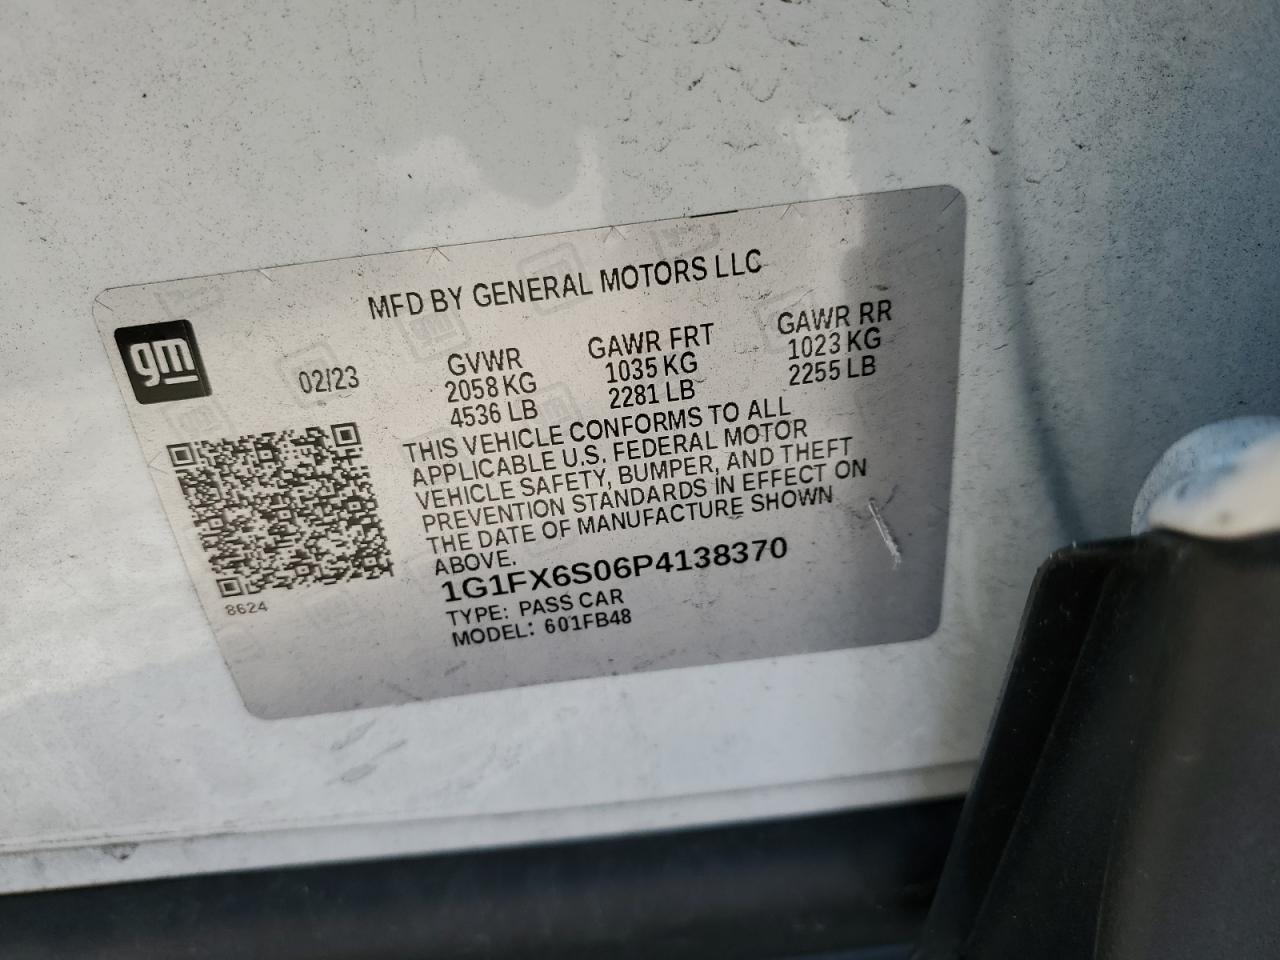 MFD BY GENERAL MOTORS LLC
gm
02/23
GVWR
2058 KG
4536 LB
GAWR FRT
1035 KG
2281 LB
GAWR RR
1023 KG
2255 LB
THIS VEHICLE CONFORMS TO ALL
APPLICABLE U.S. FEDERAL MOTOR
VEHICLE SAFETY, BUMPER, AND THEFT
PREVENTION STANDARDS IN EFFECT ON
THE DATE OF MANUFACTURE SHOWN
ABOVE.
1G1FX6S06P4138370
TYPE: PASS CAR
MODEL: 601FB48
8624